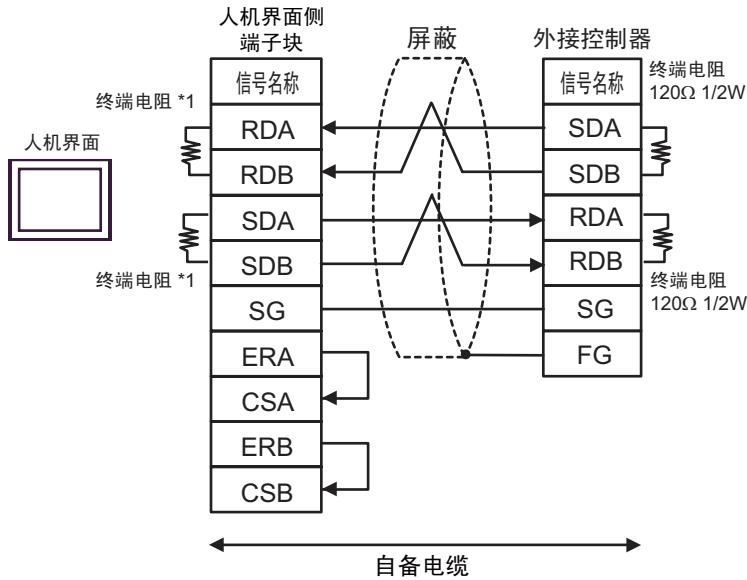 人机界面侧
端子块
屏蔽
外接控制器
信号名称
信号名称
终端电阻
120Ω 1/2W
终端电阻 *1
人机界面
RDA
SDA
RDB
SDB
SDA
RDA
SDB
RDB
终端电阻 *1
终端电阻
120Ω 1/2W
SG
SG
ERA
FG
CSA
ERB
CSB
自备电缆